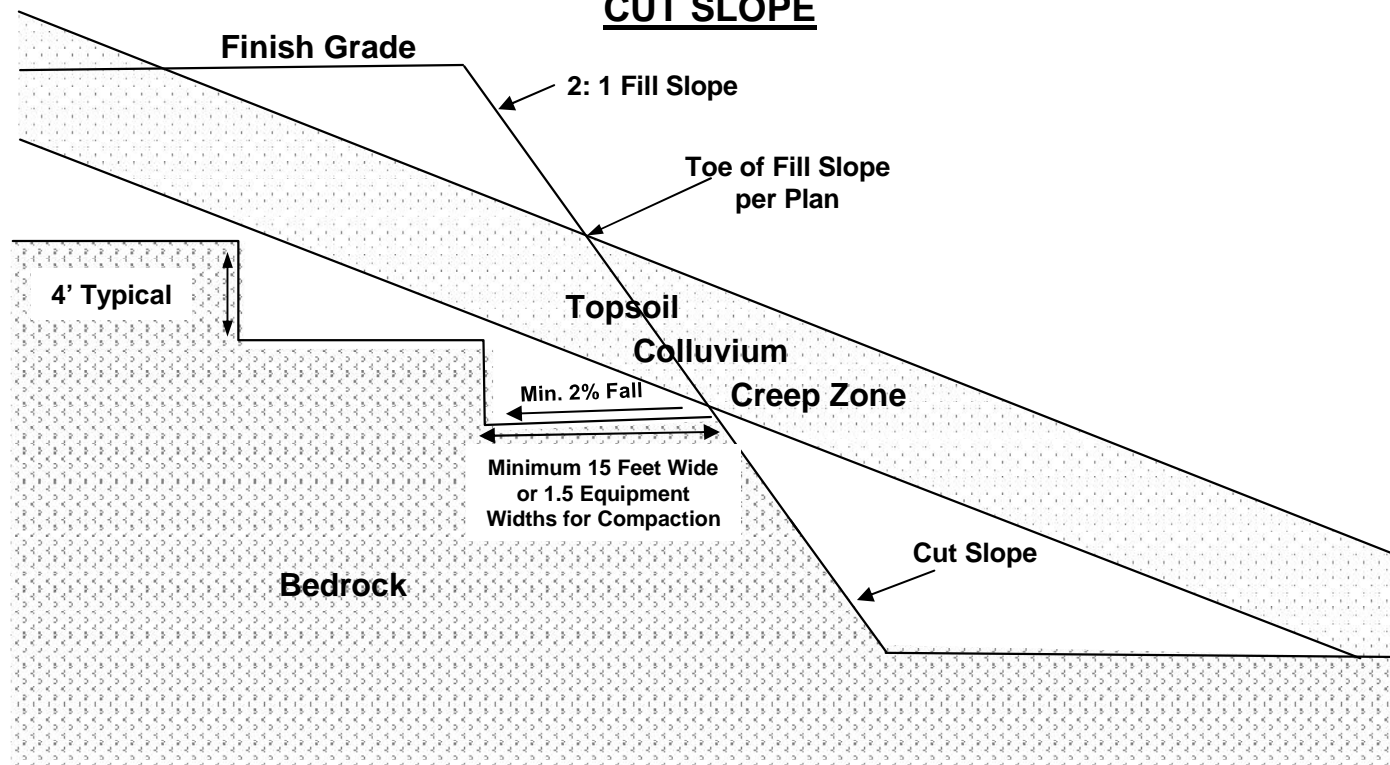 CUT SLOPE
Finish Grade
2: 1 Fill Slope
Toe of Fill Slope
per Plan
4’ Typical
Topsoil
Colluvium
Creep Zone
Min. 2% Fall
Minimum 15 Feet Wide
or 1.5 Equipment
Widths for Compaction
Cut Slope
Bedrock